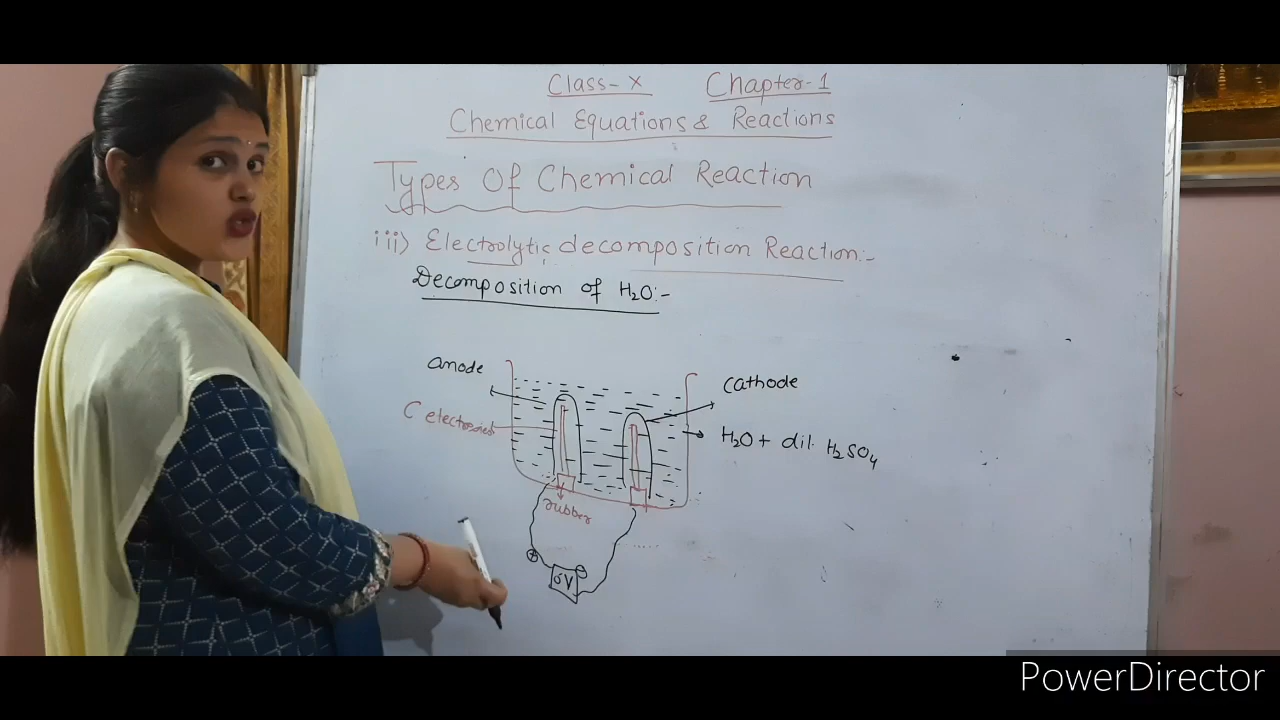 Class-X Chapter-1
Chemical Equations & Reactions
Types Of Chemical Reaction
iii) Electrolytic decomposition Reaction:-
Decomposition of H2O:-
anode
Cathode
C electrodes
H2O + dil. H2SO4
rubber
+
-
6V
PowerDirector